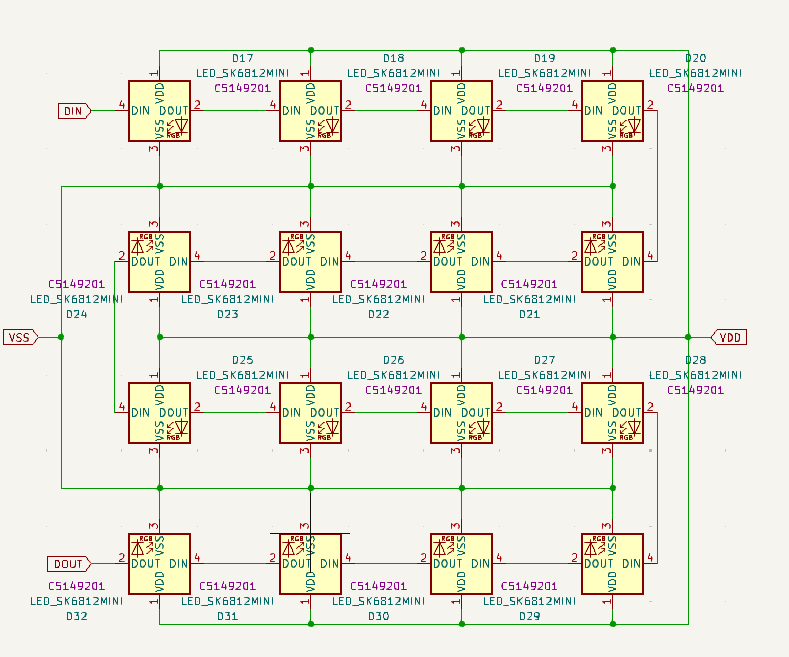 D17 D18 D19 D20
LED_SK6812MINI LED_SK6812MINI LED_SK6812MINI LED_SK6812MINI
1 1 1 1
C5149201 C5149201 C5149201 C5149201
VDD VDD VDD VDD
DIN 4 DIN DOUT 2 4 DIN DOUT 2 4 DIN DOUT 2 4 DIN DOUT 2
VSS VSS VSS VSS
RGB RGB RGB RGB
3 3 3 3
3 3 3 3
RGB RGB RGB RGB
VSS VSS VSS VSS
2 DOUT DIN 4 2 DOUT DIN 4 2 DOUT DIN 4 2 DOUT DIN 4
VDD VDD VDD VDD
C5149201 C5149201 C5149201 C5149201
1 1 1 1
LED_SK6812MINI LED_SK6812MINI LED_SK6812MINI LED_SK6812MINI
D24 D23 D22 D21
VSS VDD
D25 D26 D27 D28
LED_SK6812MINI LED_SK6812MINI LED_SK6812MINI LED_SK6812MINI
1 1 1 1
C5149201 C5149201 C5149201 C5149201
VDD VDD VDD VDD
4 DIN DOUT 2 4 DIN DOUT 2 4 DIN DOUT 2 4 DIN DOUT 2
VSS VSS VSS VSS
RGB RGB RGB RGB
3 3 3 3
3 3 3 3
RGB RGB RGB RGB
VSS VSS VSS VSS
DOUT 2 DOUT DIN 4 2 DOUT DIN 4 2 DOUT DIN 4 2 DOUT DIN 4
VDD VDD VDD VDD
C5149201 C5149201 C5149201 C5149201
1 1 1 1
LED_SK6812MINI LED_SK6812MINI LED_SK6812MINI LED_SK6812MINI
D32 D31 D30 D29